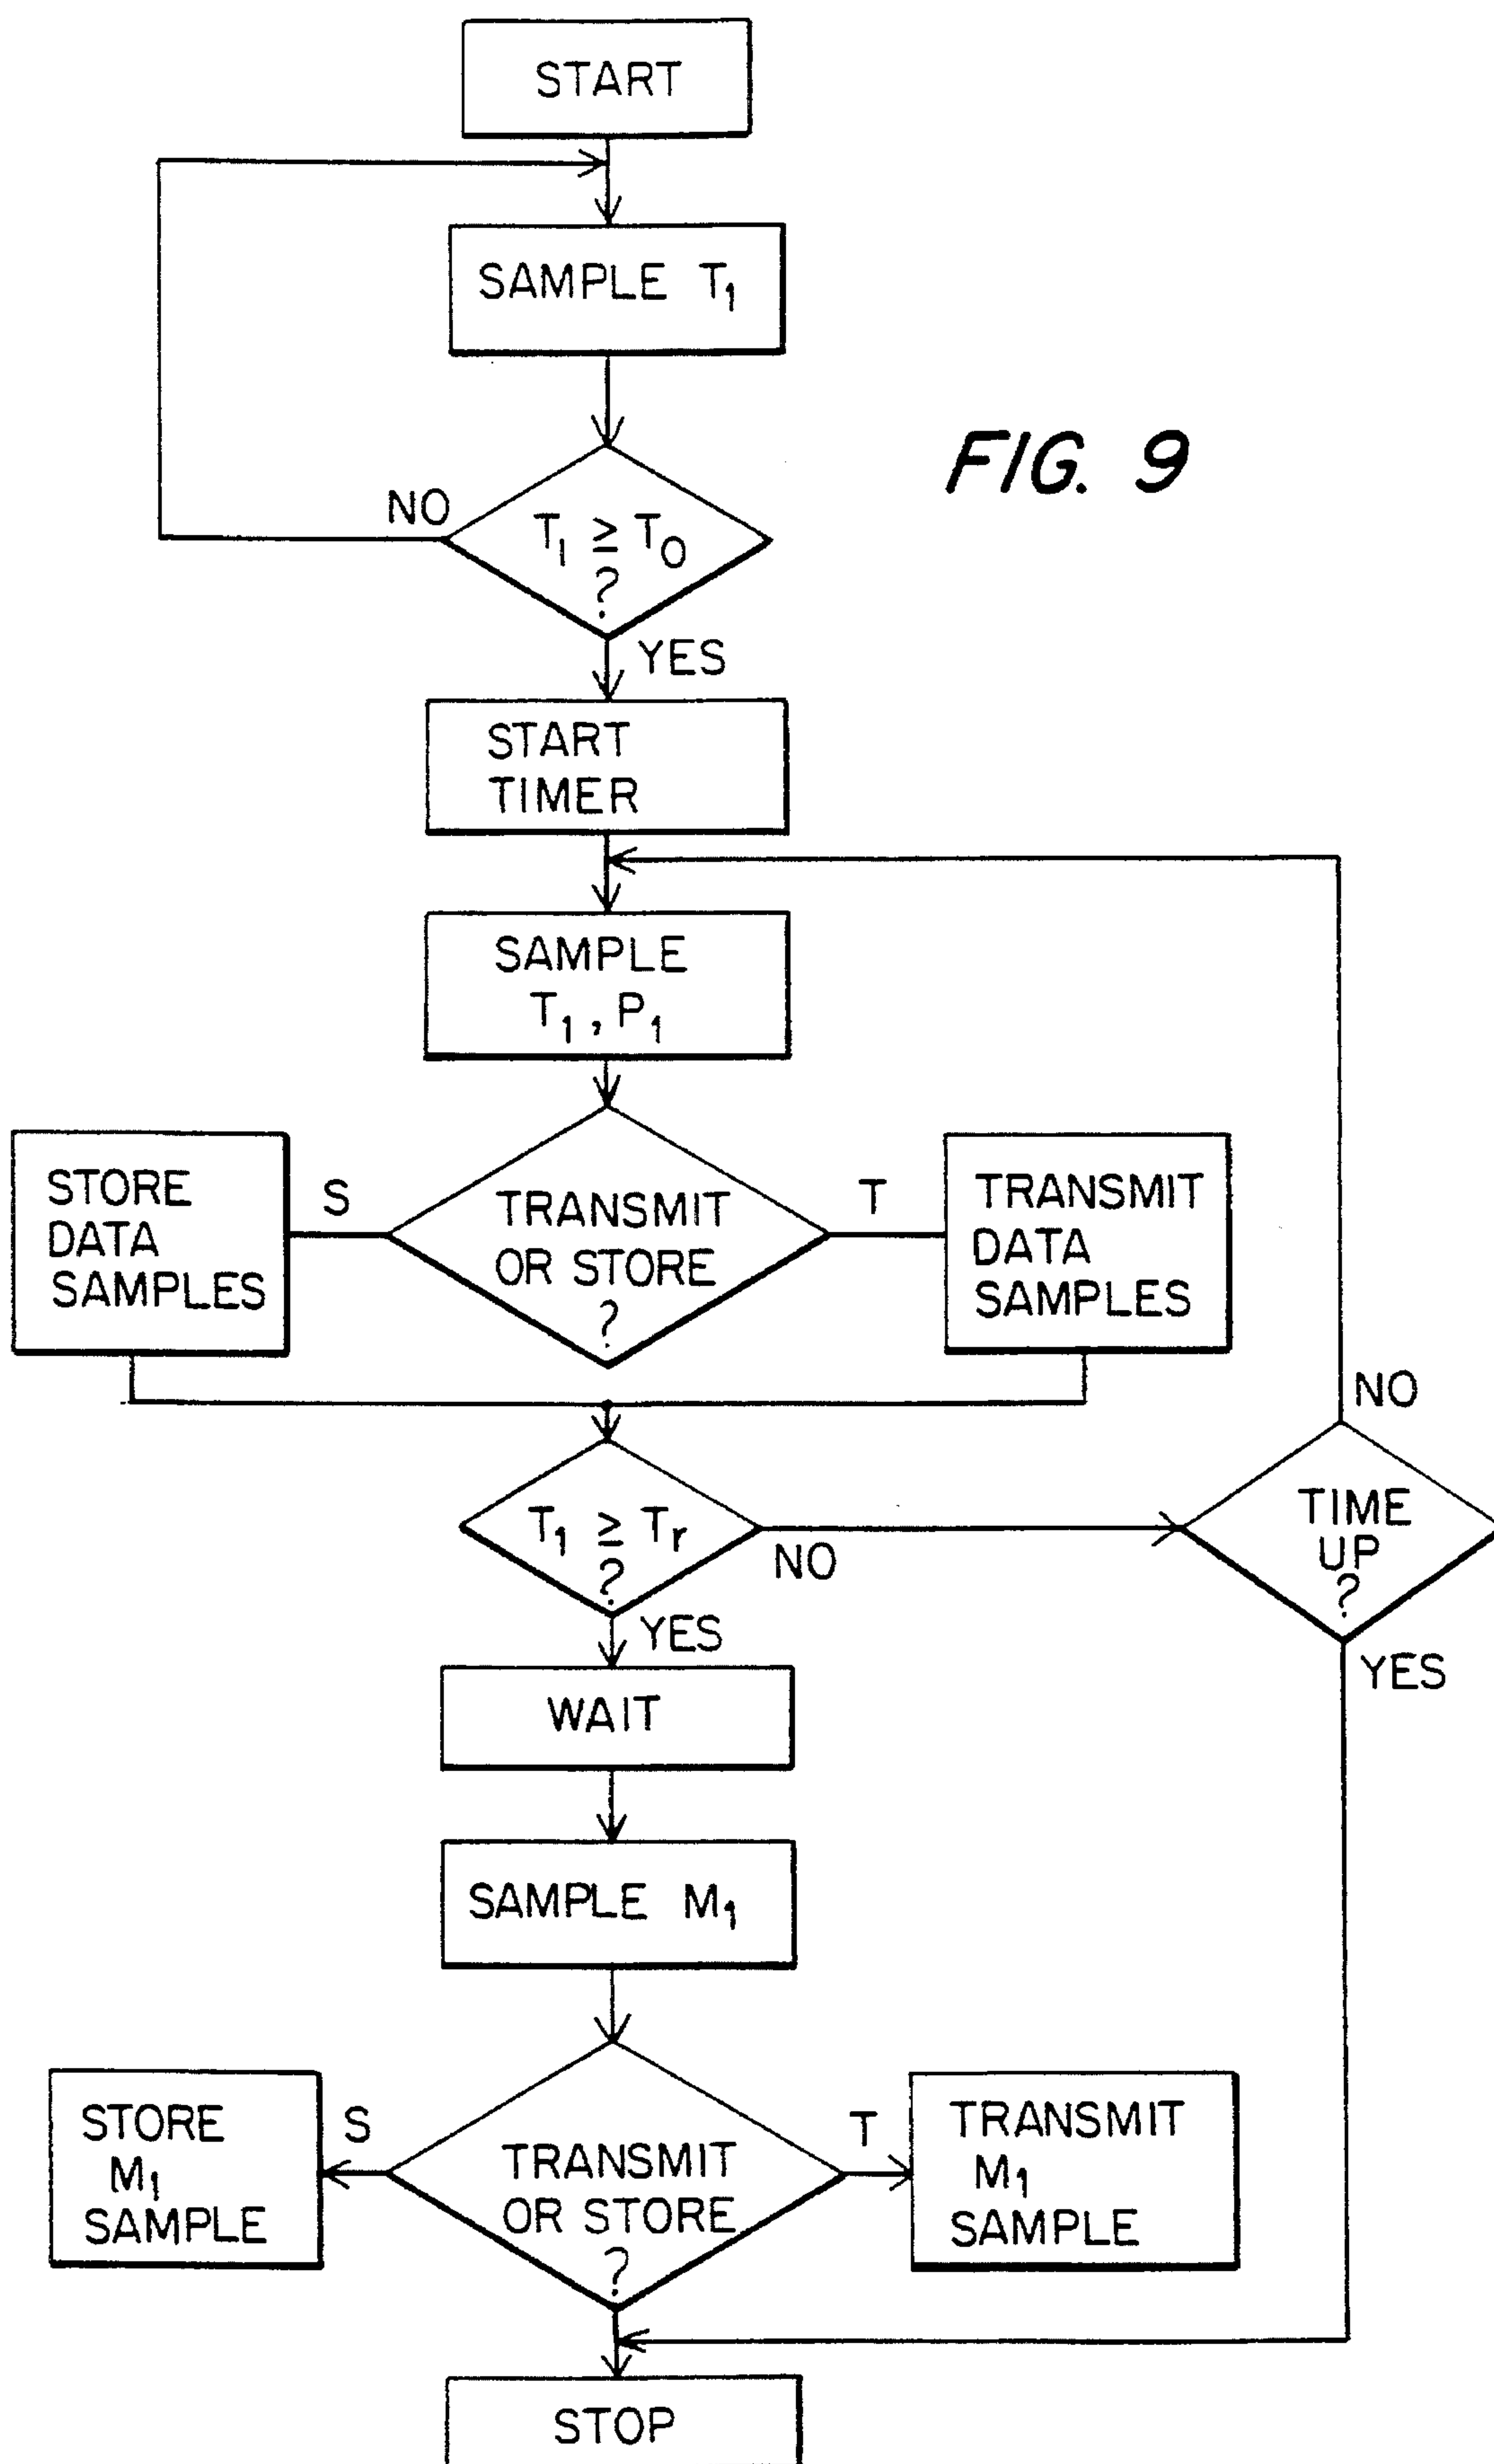 START
SAMPLE T₁
FIG. 9
NO
T₁ ≥ T₀
?
YES
START
TIMER
SAMPLE
T₁, P₁
STORE
DATA
SAMPLES
S
TRANSMIT
OR STORE
?
T
TRANSMIT
DATA
SAMPLES
NO
T₁ ≥ Tᵣ
?
NO
TIME
UP
?
YES
YES
WAIT
SAMPLE M₁
STORE
M₁
SAMPLE
S
TRANSMIT
OR STORE
?
T
TRANSMIT
M₁
SAMPLE
STOP